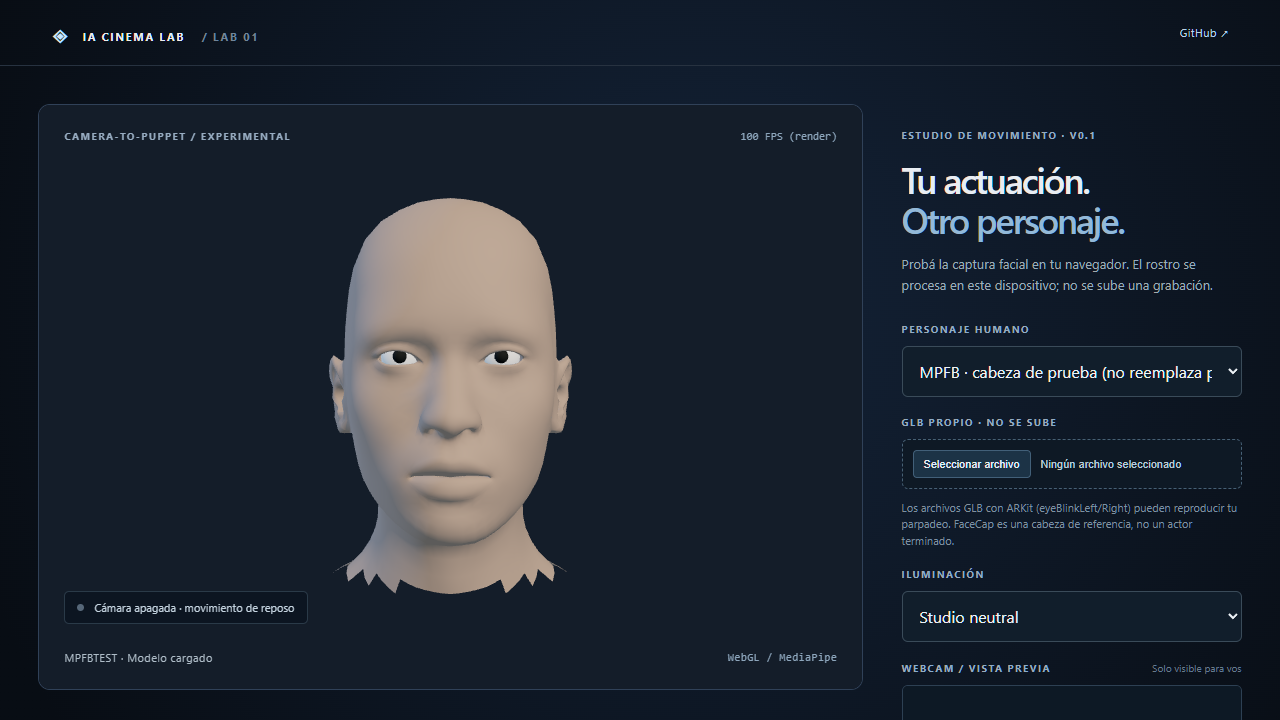 IA CINEMA LAB / LAB 01
GitHub ↗
CAMERA-TO-PUPPET / EXPERIMENTAL
100 FPS (render)
Cámara apagada · movimiento de reposo
MPFBTEST · Modelo cargado
WebGL / MediaPipe
ESTUDIO DE MOVIMIENTO · V0.1
Tu actuación.
Otro personaje.
Probá la captura facial en tu navegador. El rostro se
procesa en este dispositivo; no se sube una grabación.
PERSONAJE HUMANO
MPFB · cabeza de prueba (no reemplaza p
GLB PROPIO · NO SE SUBE
Seleccionar archivo Ningún archivo seleccionado
Los archivos GLB con ARKit (eyeBlinkLeft/Right) pueden reproducir tu
parpadeo. FaceCap es una cabeza de referencia, no un actor
terminado.
ILUMINACIÓN
Studio neutral
WEBCAM / VISTA PREVIA
Solo visible para vos